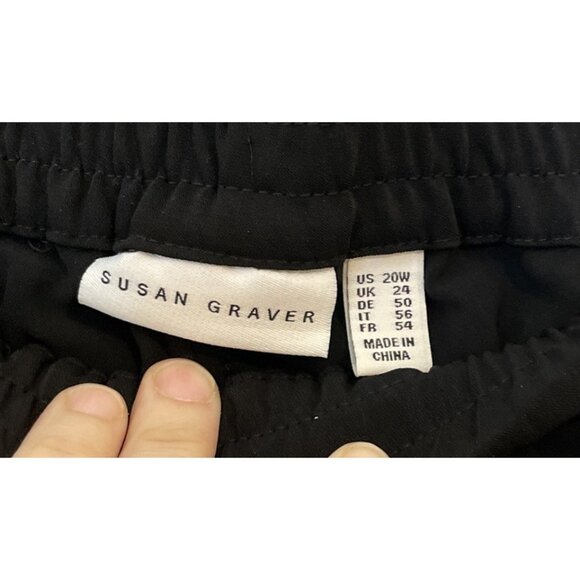 SUSAN GRAVER
US 20W
UK 24
DE 50
IT 56
FR 54
MADE IN
CHINA